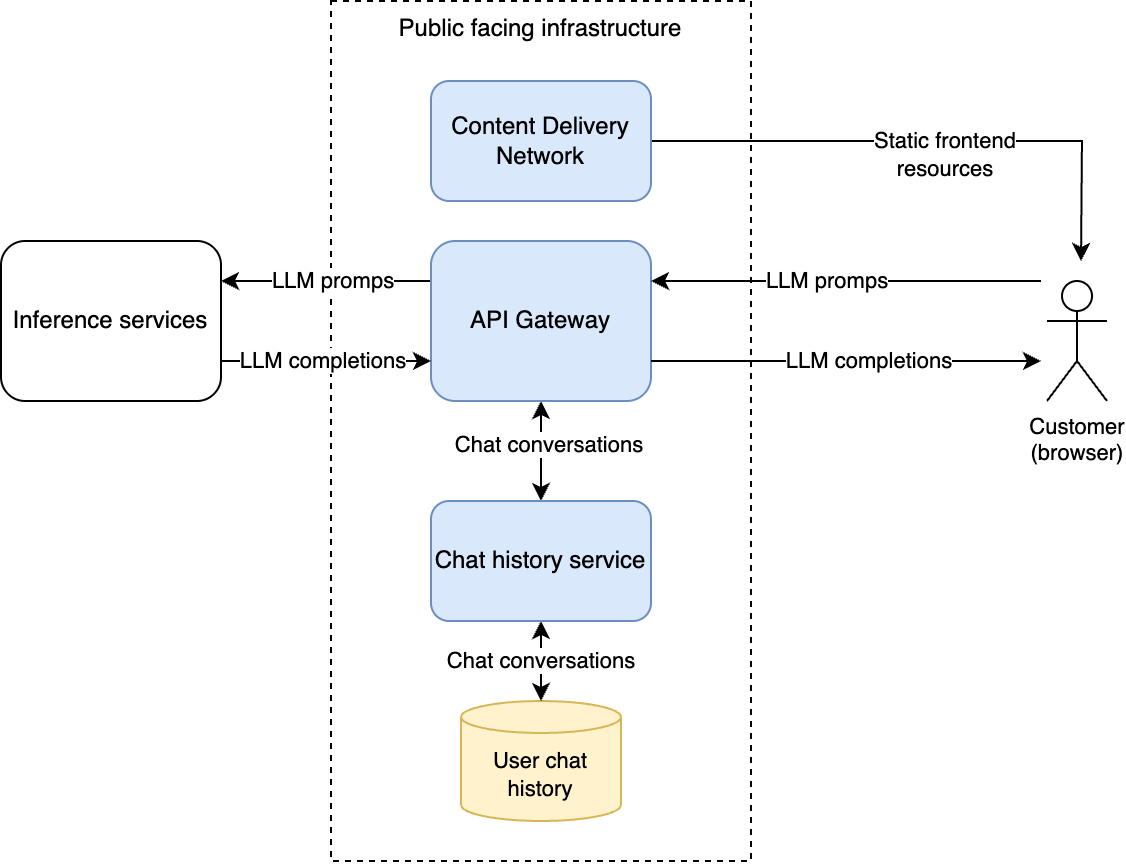 Public facing infrastructure
Content Delivery
Network
Static frontend
resources
Inference services
LLM promps
API Gateway
LLM promps
LLM completions
LLM completions
Customer
(browser)
Chat conversations
Chat history service
Chat conversations
User chat
history